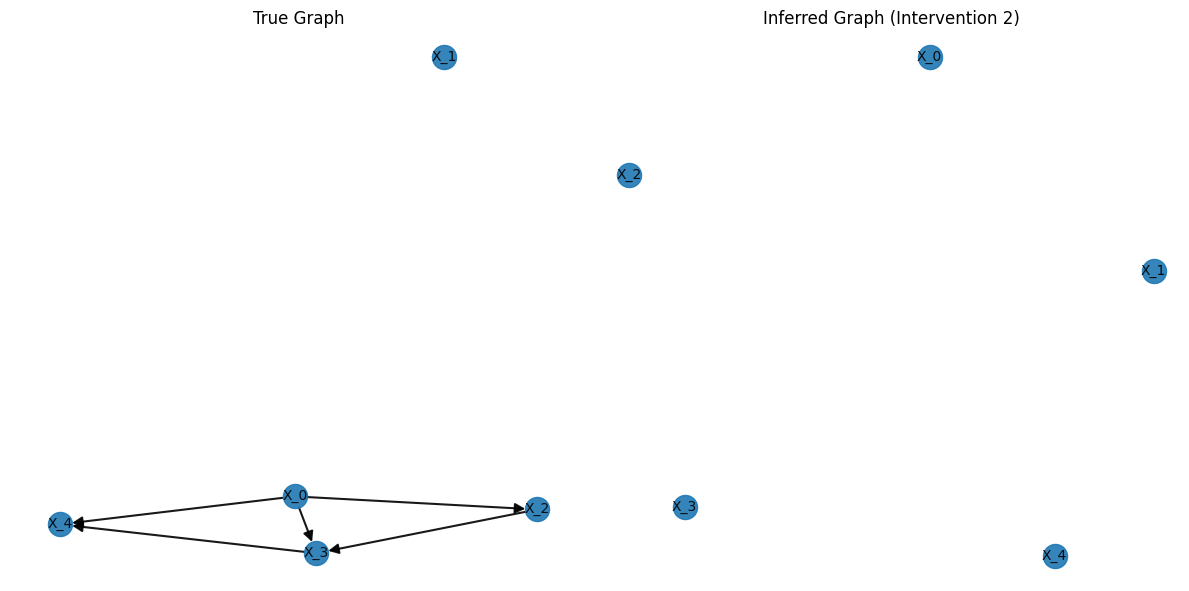 True Graph
X_1
X_0
X_4
X_2
X_3
Inferred Graph (Intervention 2)
X_0
X_2
X_1
X_3
X_4